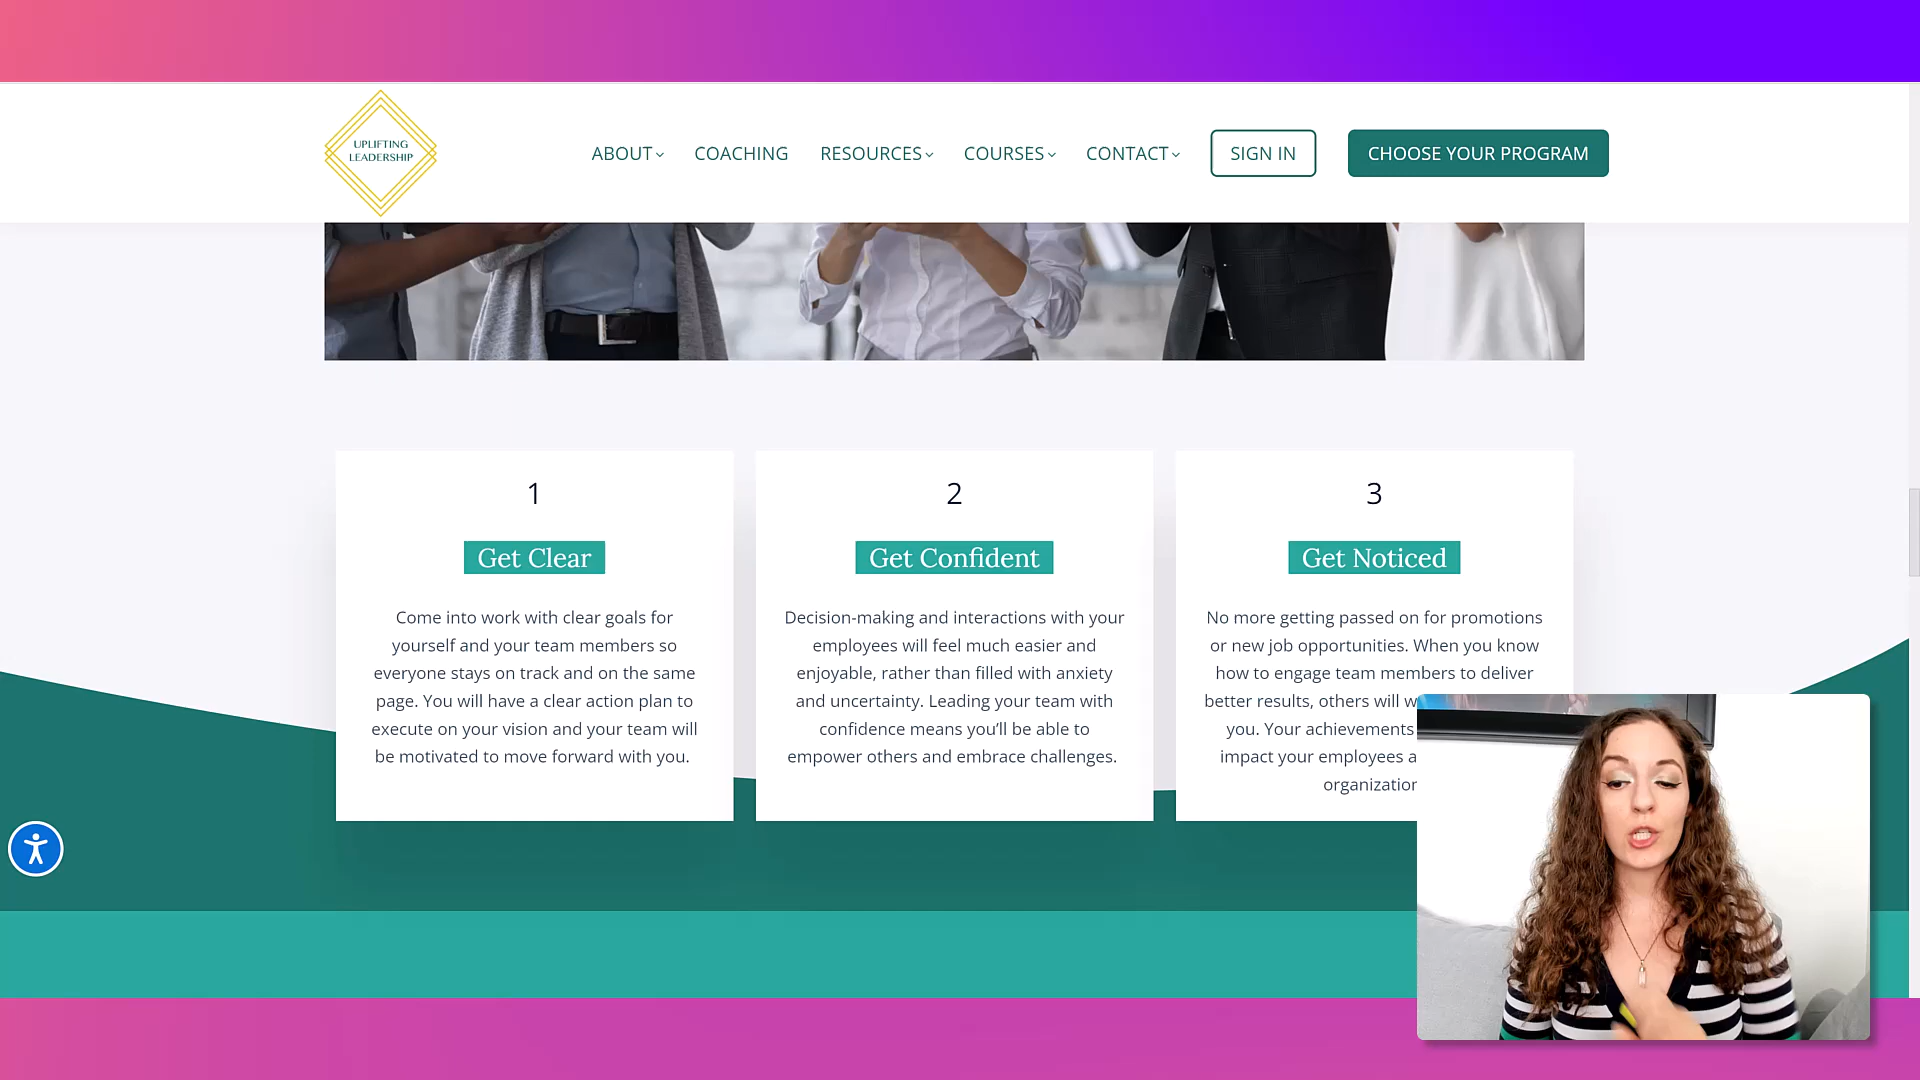 UPLIFTING
LEADERSHIP
ABOUT
COACHING
RESOURCES
COURSES
CONTACT
SIGN IN
CHOOSE YOUR PROGRAM
1
Get Clear
Come into work with clear goals for
yourself and your team members so
everyone stays on track and on the same
page. You will have a clear action plan to
execute on your vision and your team will
be motivated to move forward with you.
2
Get Confident
Decision-making and interactions with your
employees will feel much easier and
enjoyable, rather than filled with anxiety
and uncertainty. Leading your team with
confidence means you’ll be able to
empower others and embrace challenges.
3
Get Noticed
No more getting passed on for promotions
or new job opportunities. When you know
how to engage team members to deliver
better results, others will
you. Your achievements
impact your employees